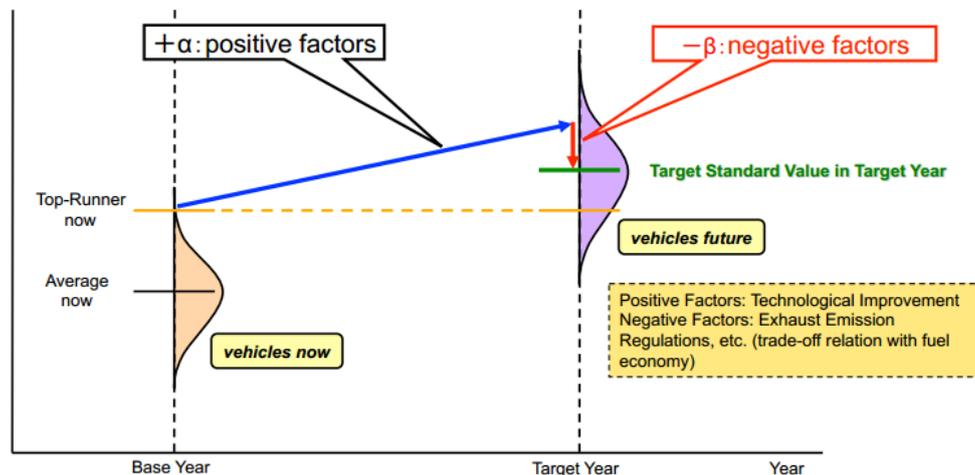 +α:positive factors
−β:negative factors
Target Standard Value in Target Year
Top-Runner
now
vehicles future
Average
now
Positive Factors: Technological Improvement
Negative Factors: Exhaust Emission
Regulations, etc. (trade-off relation with fuel
economy)
vehicles now
Base Year
Target Year
Year